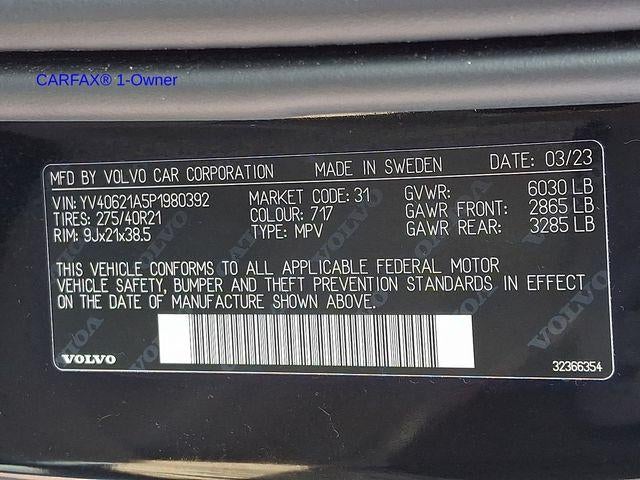 CARFAX® 1-Owner
MFD BY VOLVO CAR CORPORATION MADE IN SWEDEN DATE: 03/23
VIN: YV40621A5P1980392 MARKET CODE: 31 GVWR: 6030 LB
TIRES: 275/40R21 COLOUR: 717 GAWR FRONT: 2865 LB
RIM: 9Jx21x38.5 TYPE: MPV GAWR REAR: 3285 LB
THIS VEHICLE CONFORMS TO ALL APPLICABLE FEDERAL MOTOR
VEHICLE SAFETY, BUMPER AND THEFT PREVENTION STANDARDS IN EFFECT
ON THE DATE OF MANUFACTURE SHOWN ABOVE.
VOLVO 32366354